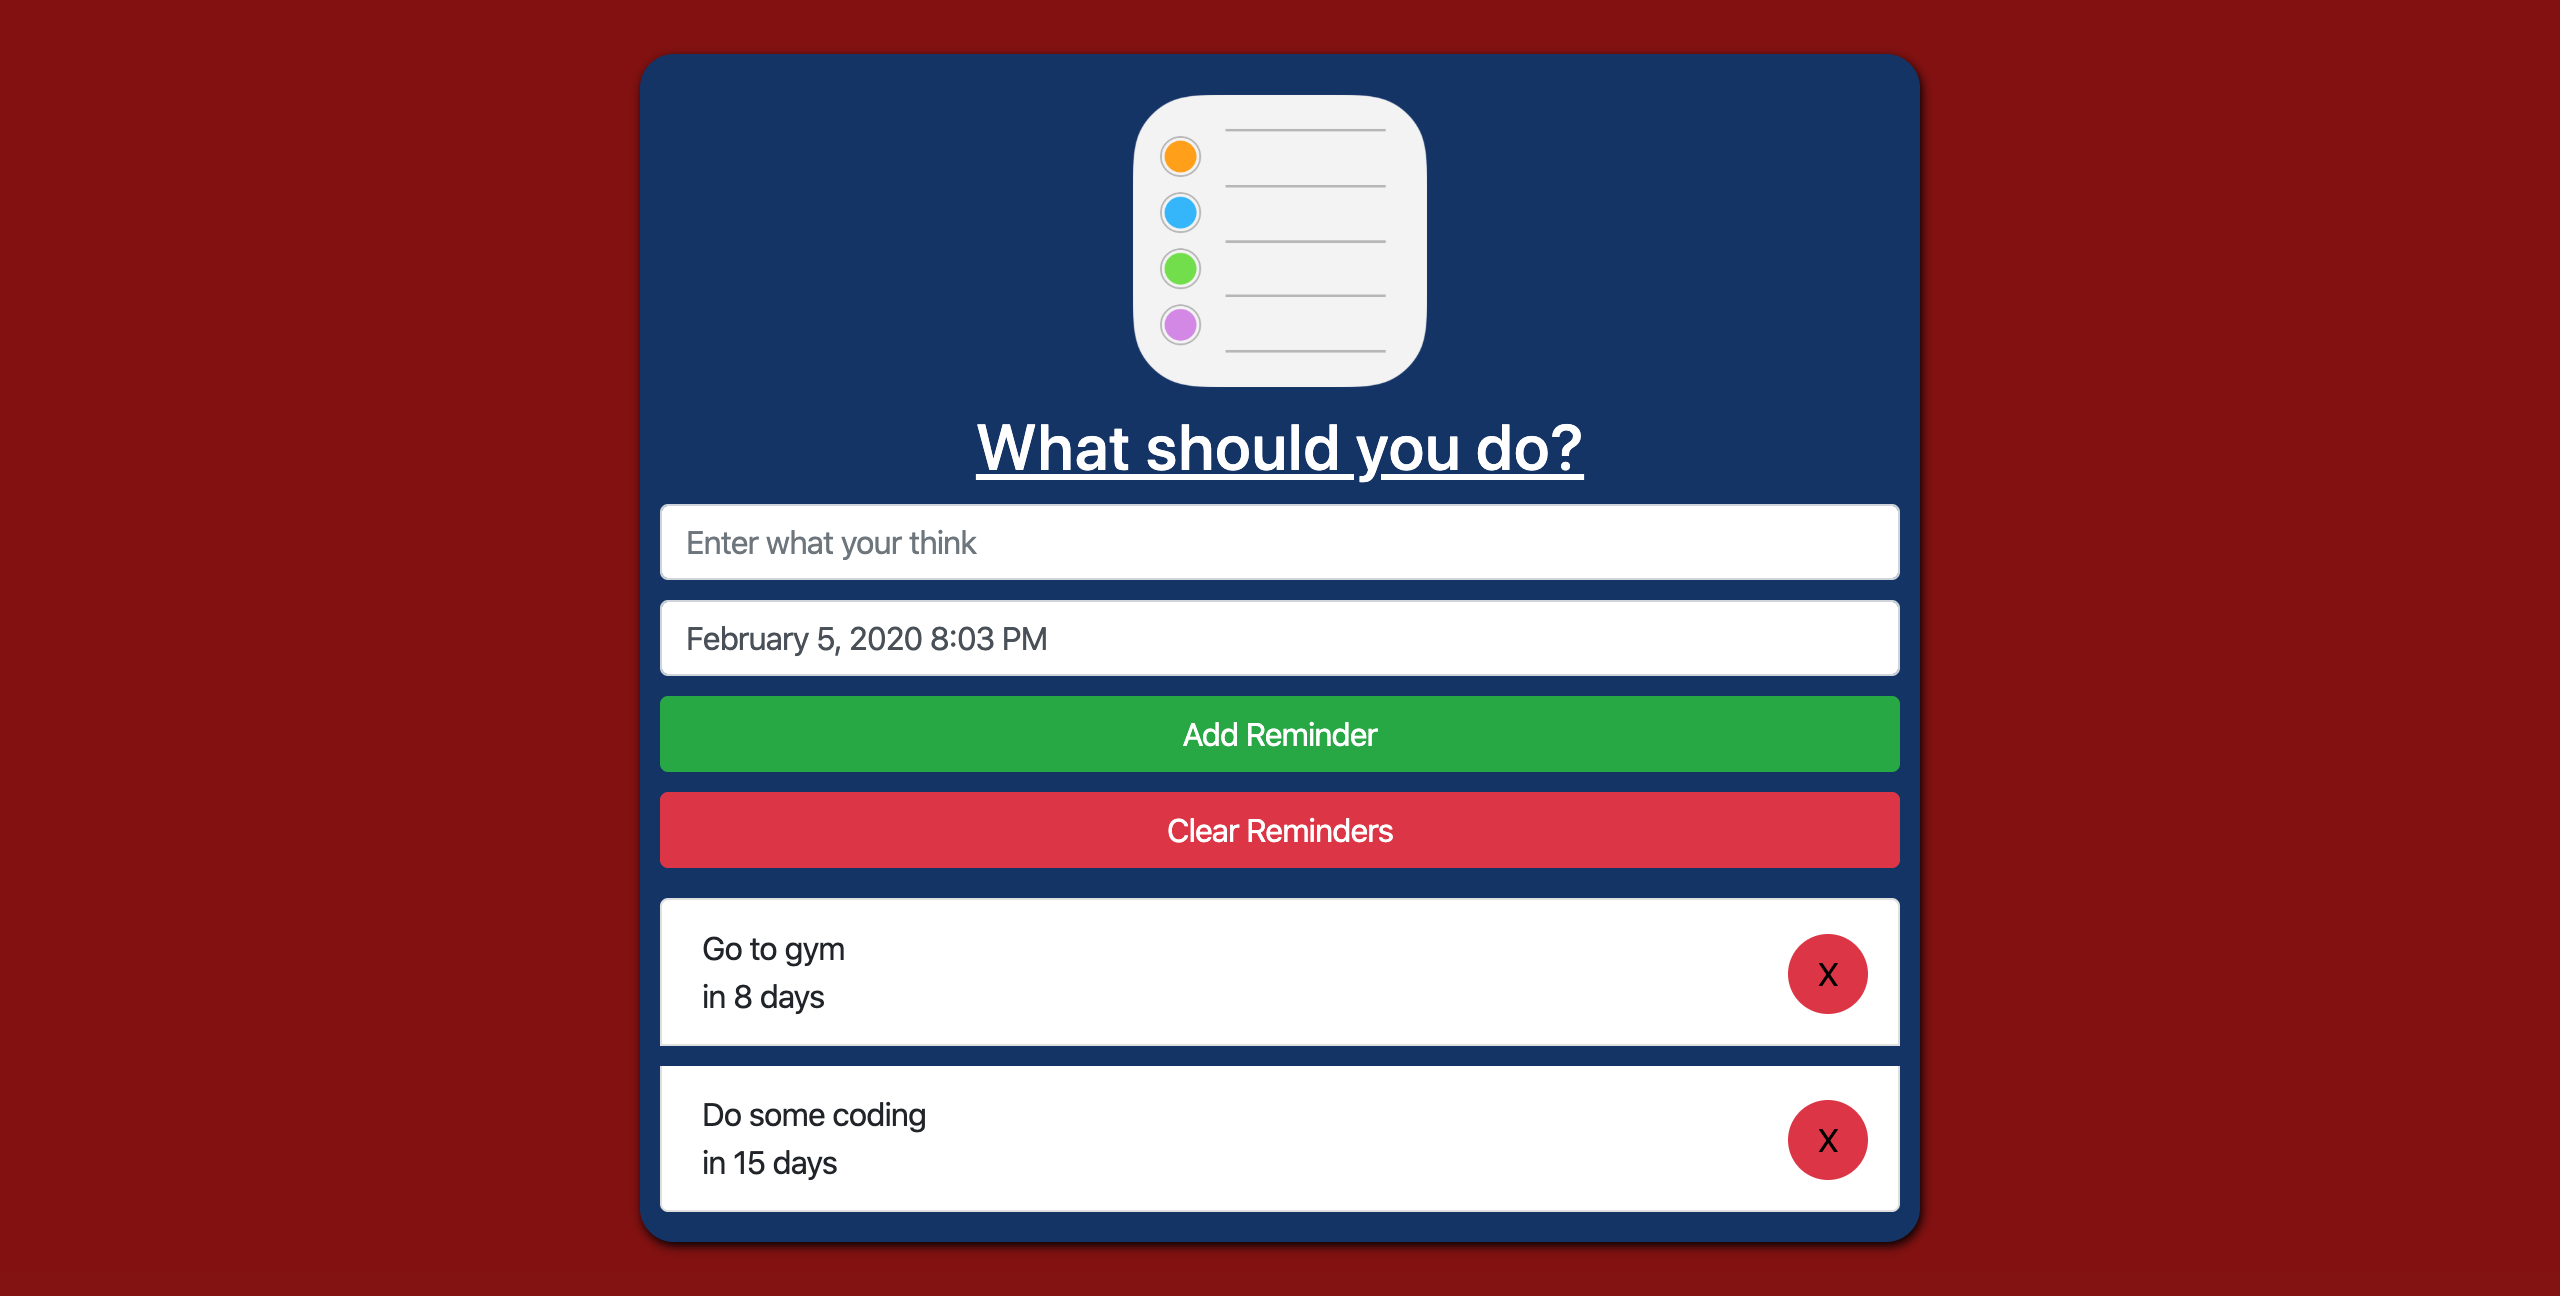 What should you do?
Enter what your think
February 5, 2020 8:03 PM
Add Reminder
Clear Reminders
Go to gym
in 8 days
X
Do some coding
in 15 days
X